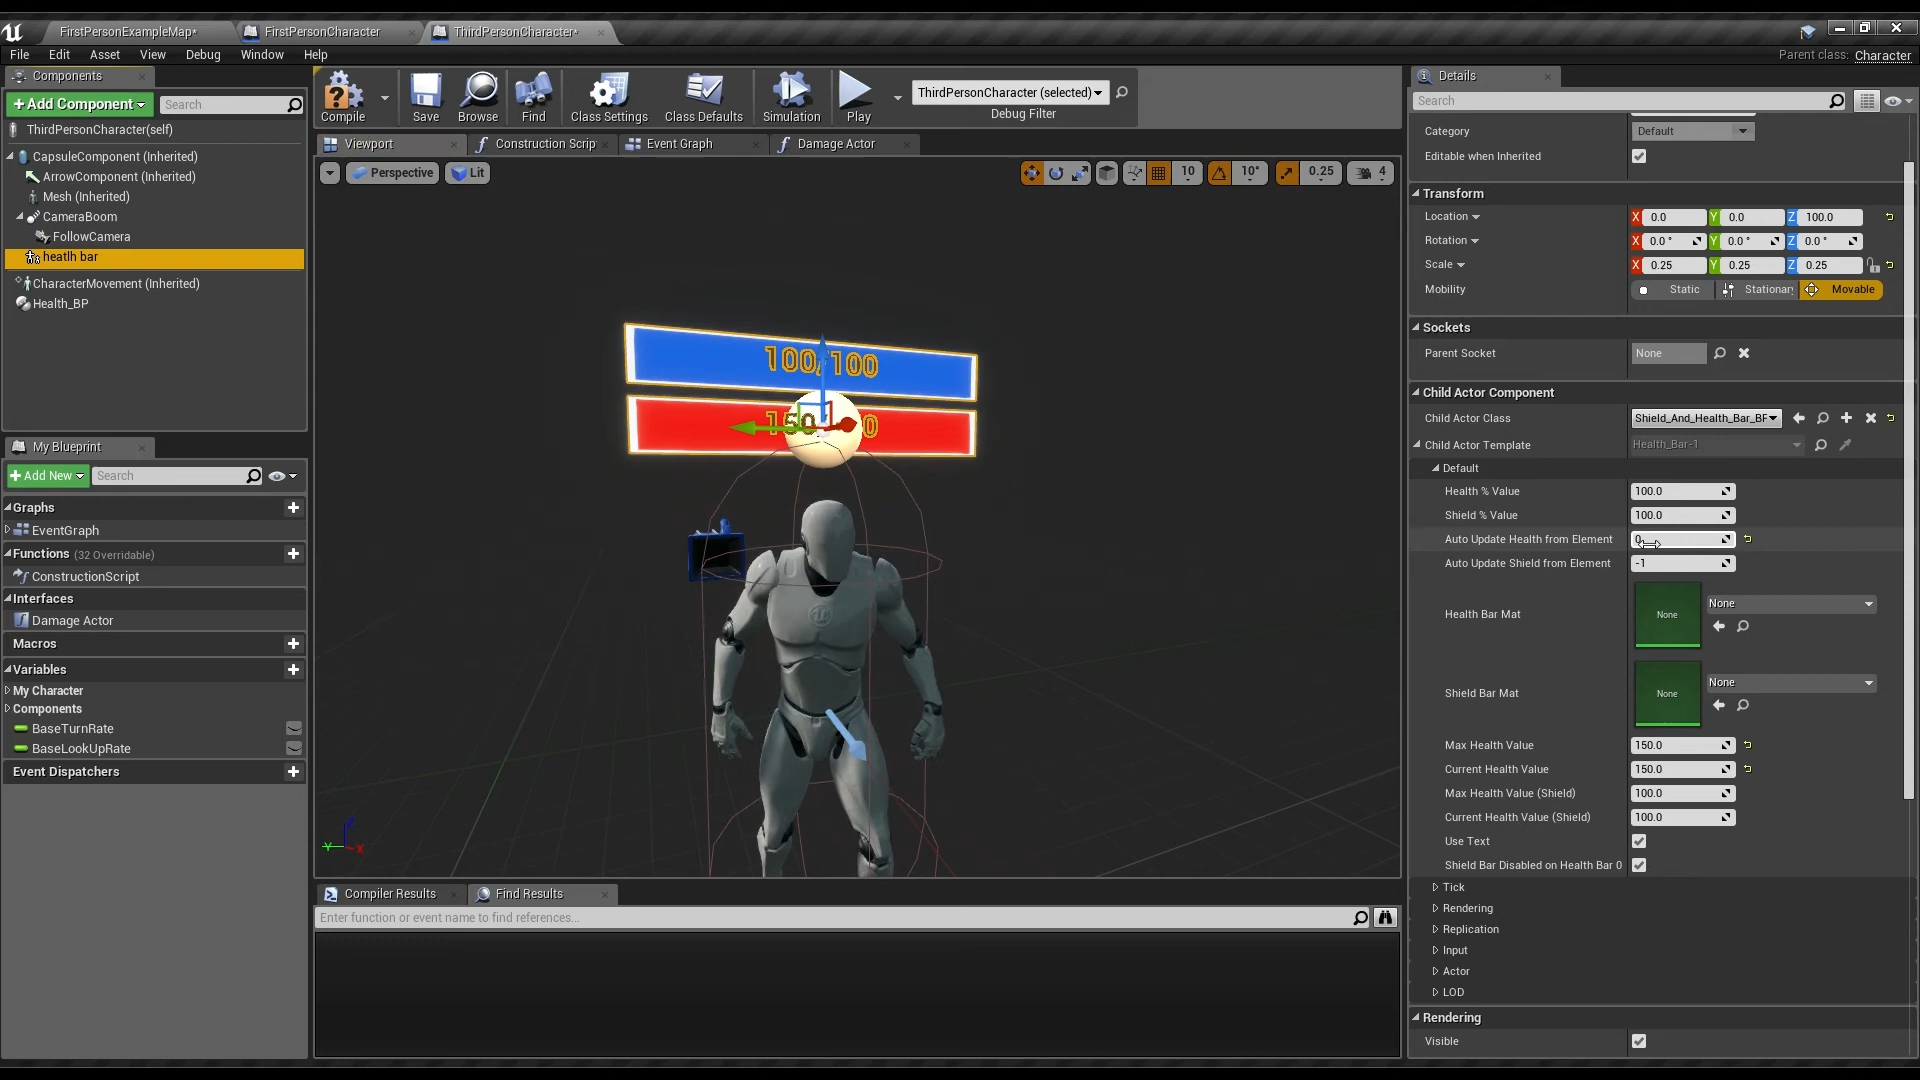 FirstPersonExampleMap*
FirstPersonCharacter
ThirdPersonCharacter*
File Edit Asset View Debug Window Help
Parent class: Character
Components
+Add Component
Search
ThirdPersonCharacter(self)
CapsuleComponent (Inherited)
ArrowComponent (Inherited)
Mesh (Inherited)
CameraBoom
FollowCamera
heatlh bar
CharacterMovement (Inherited)
Health_BP
My Blueprint
+Add New
Search
Graphs
EventGraph
Functions (32 Overridable)
ConstructionScript
Interfaces
Damage Actor
Macros
Variables
My Character
Components
BaseTurnRate
BaseLookUpRate
Event Dispatchers
Compile
Save
Browse
Find
Class Settings
Class Defaults
Simulation
Play
ThirdPersonCharacter (selected)
Debug Filter
Viewport
Construction Scrip
Event Graph
Damage Actor
Perspective
Lit
10
10°
0.25
4
100/100
Compiler Results
Find Results
Enter function or event name to find references...
Details
Search
Category Default
Editable when Inherited
Transform
Location X 0.0 Y 0.0 Z 100.0
Rotation X 0.0 ° Y 0.0 ° Z 0.0 °
Scale X 0.25 Y 0.25 Z 0.25
Mobility Static Stationar Movable
Sockets
Parent Socket None
Child Actor Component
Child Actor Class Shield_And_Health_Bar_BF
Child Actor Template Health_Bar-1
Default
Health % Value 100.0
Shield % Value 100.0
Auto Update Health from Element 0
Auto Update Shield from Element -1
Health Bar Mat None None
Shield Bar Mat None None
Max Health Value 150.0
Current Health Value 150.0
Max Health Value (Shield) 100.0
Current Health Value (Shield) 100.0
Use Text
Shield Bar Disabled on Health Bar 0
Tick
Rendering
Replication
Input
Actor
LOD
Rendering
Visible